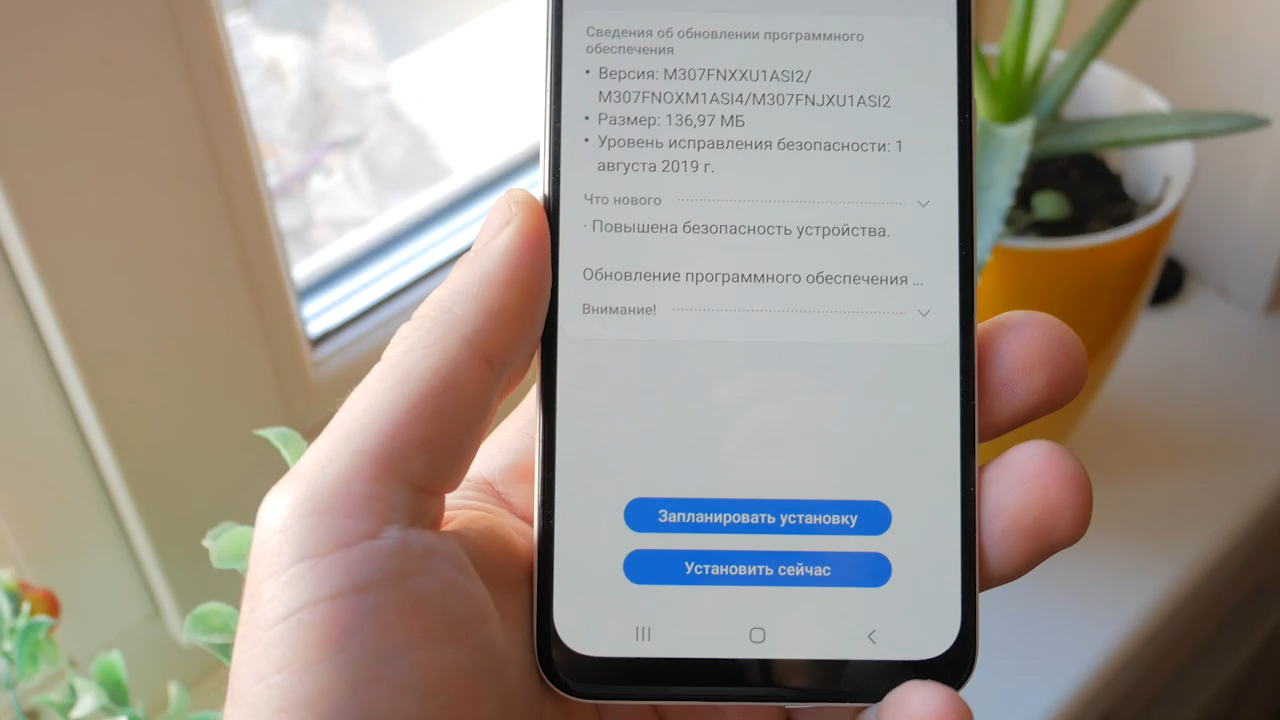 Сведения об обновлении программного
обеспечения
• Версия: M307FNXXU1ASI2/
M307FNOXM1ASI4/M307FNJXU1ASI2
• Размер: 136,97 МБ
• Уровень исправления безопасности: 1
августа 2019 г.
Что нового
· Повышена безопасность устройства.
Обновление программного обеспечения ...
Внимание!
Запланировать установку
Установить сейчас